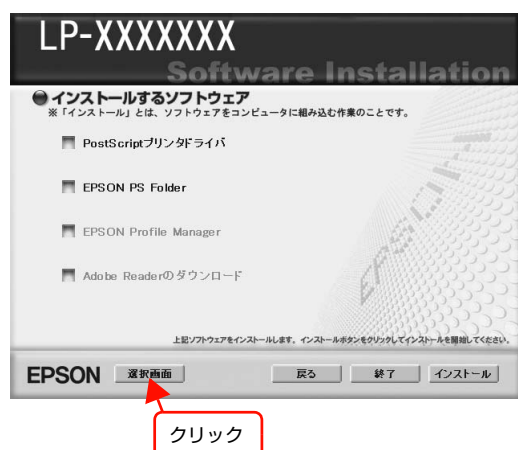 LP-XXXXXXX
Software Installation
インストールするソフトウェア
※「インストール」とは、ソフトウェアをコンピュータに組み込む作業のことです。
PostScriptプリンタドライバ
EPSON PS Folder
EPSON Profile Manager
Adobe Readerのダウンロード
EPSON
上記ソフトウェアをインストールします。インストールボタンをクリックしてインストールを開始してください。
EPSON 選択画面 戻る 終了 インストール
クリック